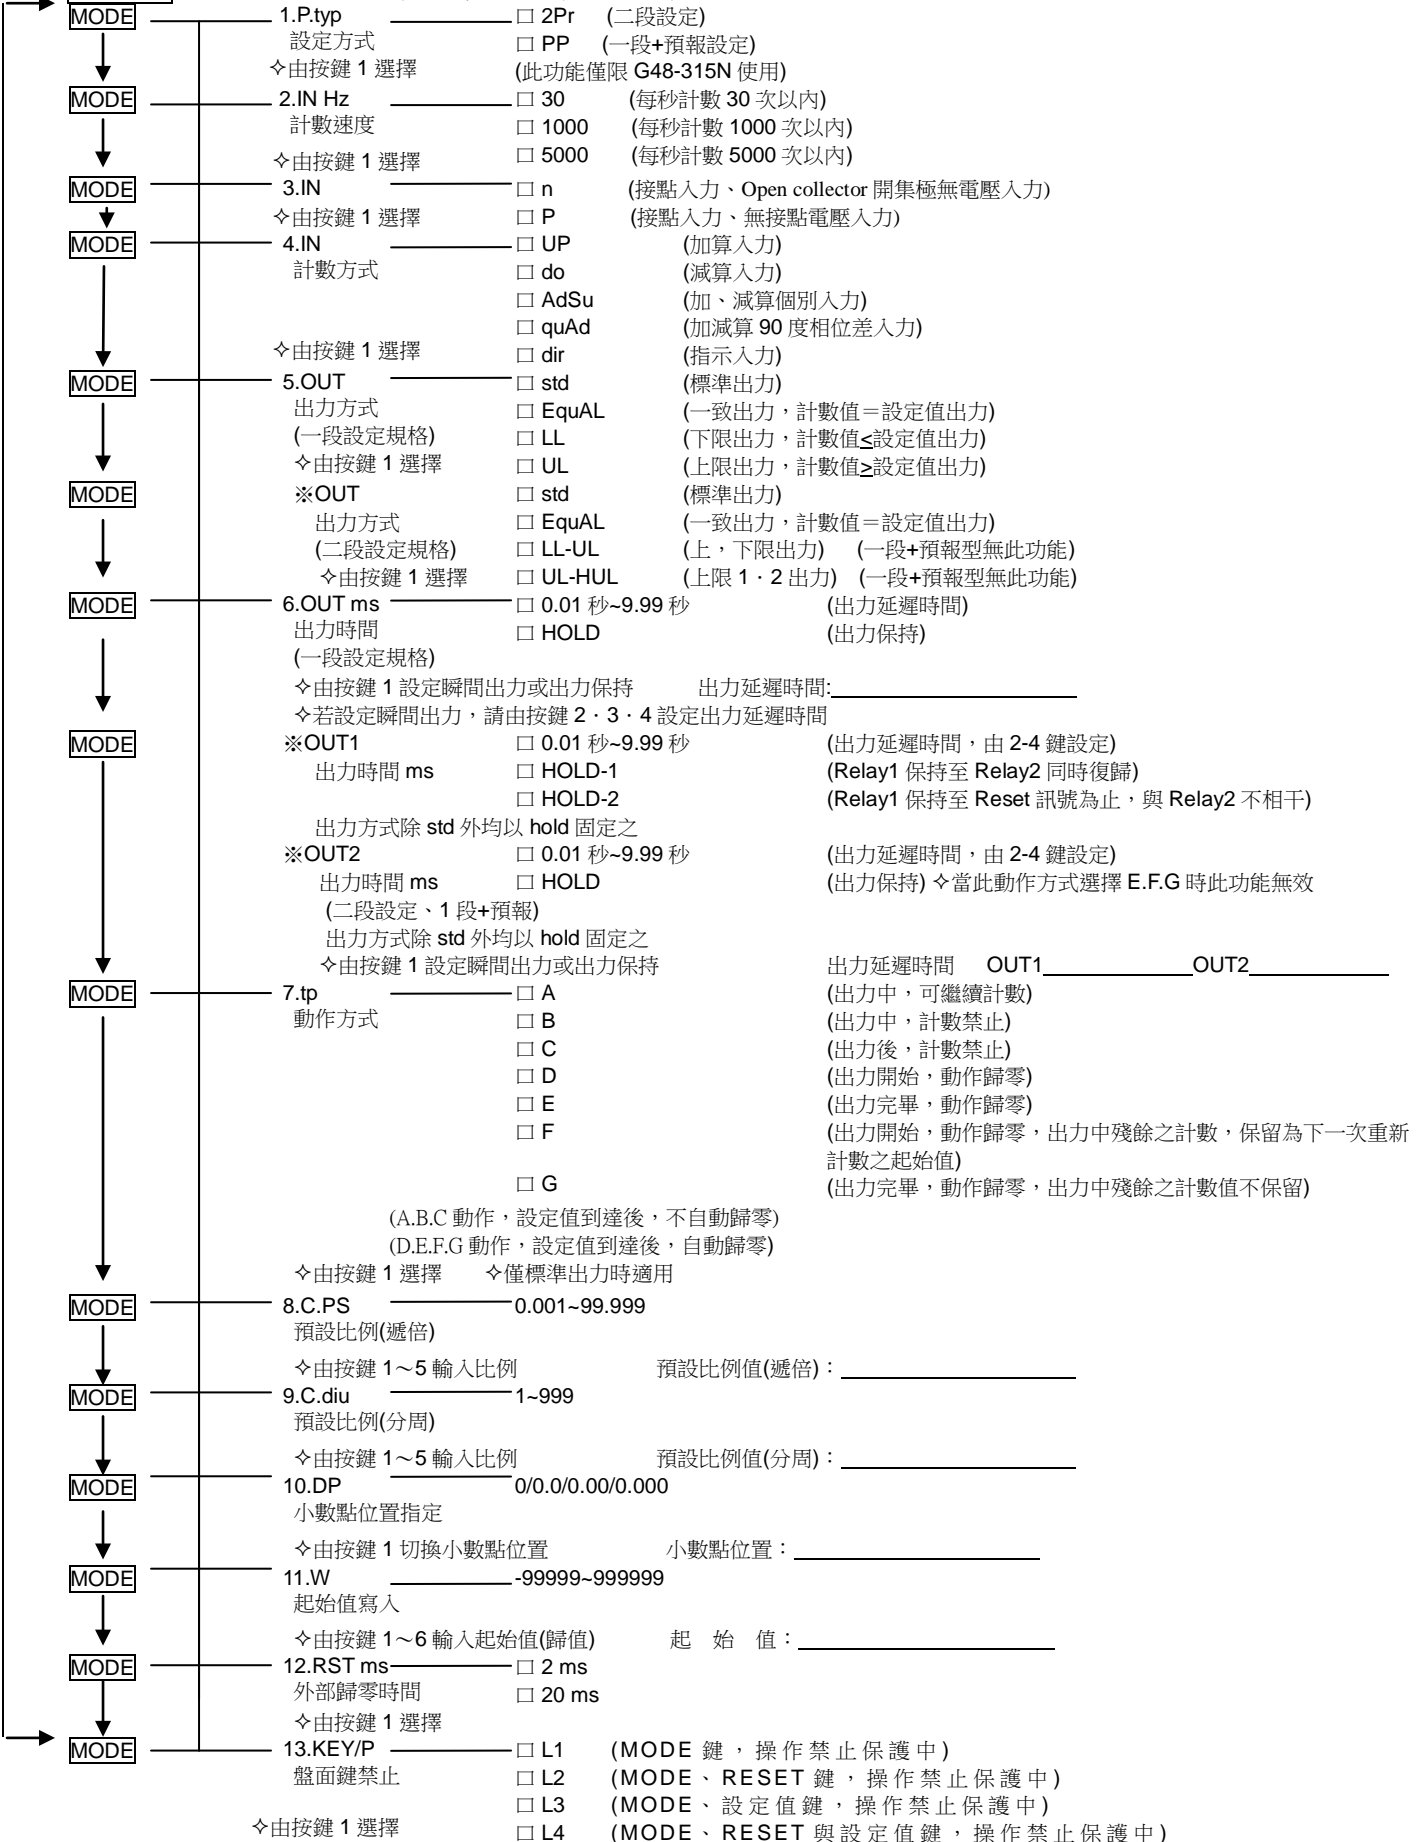 MODE 1.P.typ □ 2Pr (二段設定)
設定方式 □ PP (一段+預報設定)
✧由按鍵 1 選擇 (此功能僅限 G48-315N 使用)
MODE 2.IN Hz □ 30 (每秒計數 30 次以內)
計數速度 □ 1000 (每秒計數 1000 次以內)
✧由按鍵 1 選擇 □ 5000 (每秒計數 5000 次以內)
MODE 3.IN □ n (接點入力、Open collector 開集極無電壓入力)
✧由按鍵 1 選擇 □ P (接點入力、無接點電壓入力)
MODE 4.IN □ UP (加算入力)
計數方式 □ do (減算入力)
□ AdSu (加、減算個別入力)
□ quAd (加減算 90 度相位差入力)
✧由按鍵 1 選擇 □ dir (指示入力)
MODE 5.OUT □ std (標準出力)
出力方式 □ EquAL (一致出力，計數值＝設定值出力)
(一段設定規格) □ LL (下限出力，計數值≤設定值出力)
✧由按鍵 1 選擇 □ UL (上限出力，計數值≥設定值出力)
MODE ※OUT □ std (標準出力)
出力方式 □ EquAL (一致出力，計數值＝設定值出力)
(二段設定規格) □ LL-UL (上，下限出力) (一段+預報型無此功能)
✧由按鍵 1 選擇 □ UL-HUL (上限 1．2 出力) (一段+預報型無此功能)
MODE 6.OUT ms □ 0.01 秒~9.99 秒 (出力延遲時間)
出力時間 □ HOLD (出力保持)
(一段設定規格)
✧由按鍵 1 設定瞬間出力或出力保持 出力延遲時間:
✧若設定瞬間出力，請由按鍵 2．3．4 設定出力延遲時間
MODE ※OUT1 □ 0.01 秒~9.99 秒 (出力延遲時間，由 2-4 鍵設定)
出力時間 ms □ HOLD-1 (Relay1 保持至 Relay2 同時復歸)
□ HOLD-2 (Relay1 保持至 Reset 訊號為止，與 Relay2 不相干)
出力方式除 std 外均以 hold 固定之
※OUT2 □ 0.01 秒~9.99 秒 (出力延遲時間，由 2-4 鍵設定)
出力時間 ms □ HOLD (出力保持) ✧當此動作方式選擇 E.F.G 時此功能無效
(二段設定、1 段+預報)
出力方式除 std 外均以 hold 固定之
✧由按鍵 1 設定瞬間出力或出力保持 出力延遲時間 OUT1 OUT2
MODE 7.tp □ A (出力中，可繼續計數)
動作方式 □ B (出力中，計數禁止)
□ C (出力後，計數禁止)
□ D (出力開始，動作歸零)
□ E (出力完畢，動作歸零)
□ F (出力開始，動作歸零，出力中殘餘之計數，保留為下一次重新
計數之起始值)
□ G (出力完畢，動作歸零，出力中殘餘之計數值不保留)
(A.B.C 動作，設定值到達後，不自動歸零)
(D.E.F.G 動作，設定值到達後，自動歸零)
✧由按鍵 1 選擇 ✧僅標準出力時適用
MODE 8.C.PS 0.001~99.999
預設比例(遞倍)
✧由按鍵 1～5 輸入比例 預設比例值(遞倍)：
MODE 9.C.diu 1~999
預設比例(分周)
✧由按鍵 1～5 輸入比例 預設比例值(分周)：
MODE 10.DP 0/0.0/0.00/0.000
小數點位置指定
✧由按鍵 1 切換小數點位置 小數點位置：
MODE 11.W -99999~999999
起始值寫入
✧由按鍵 1～6 輸入起始值(歸值) 起 始 值：
MODE 12.RST ms □ 2 ms
外部歸零時間 □ 20 ms
✧由按鍵 1 選擇
MODE 13.KEY/P □ L1 (MODE 鍵，操作禁止保護中)
盤面鍵禁止 □ L2 (MODE、RESET 鍵，操作禁止保護中)
□ L3 (MODE、設定值鍵，操作禁止保護中)
✧由按鍵 1 選擇 □ L4 (MODE、RESET 與設定值鍵，操作禁止保護中)